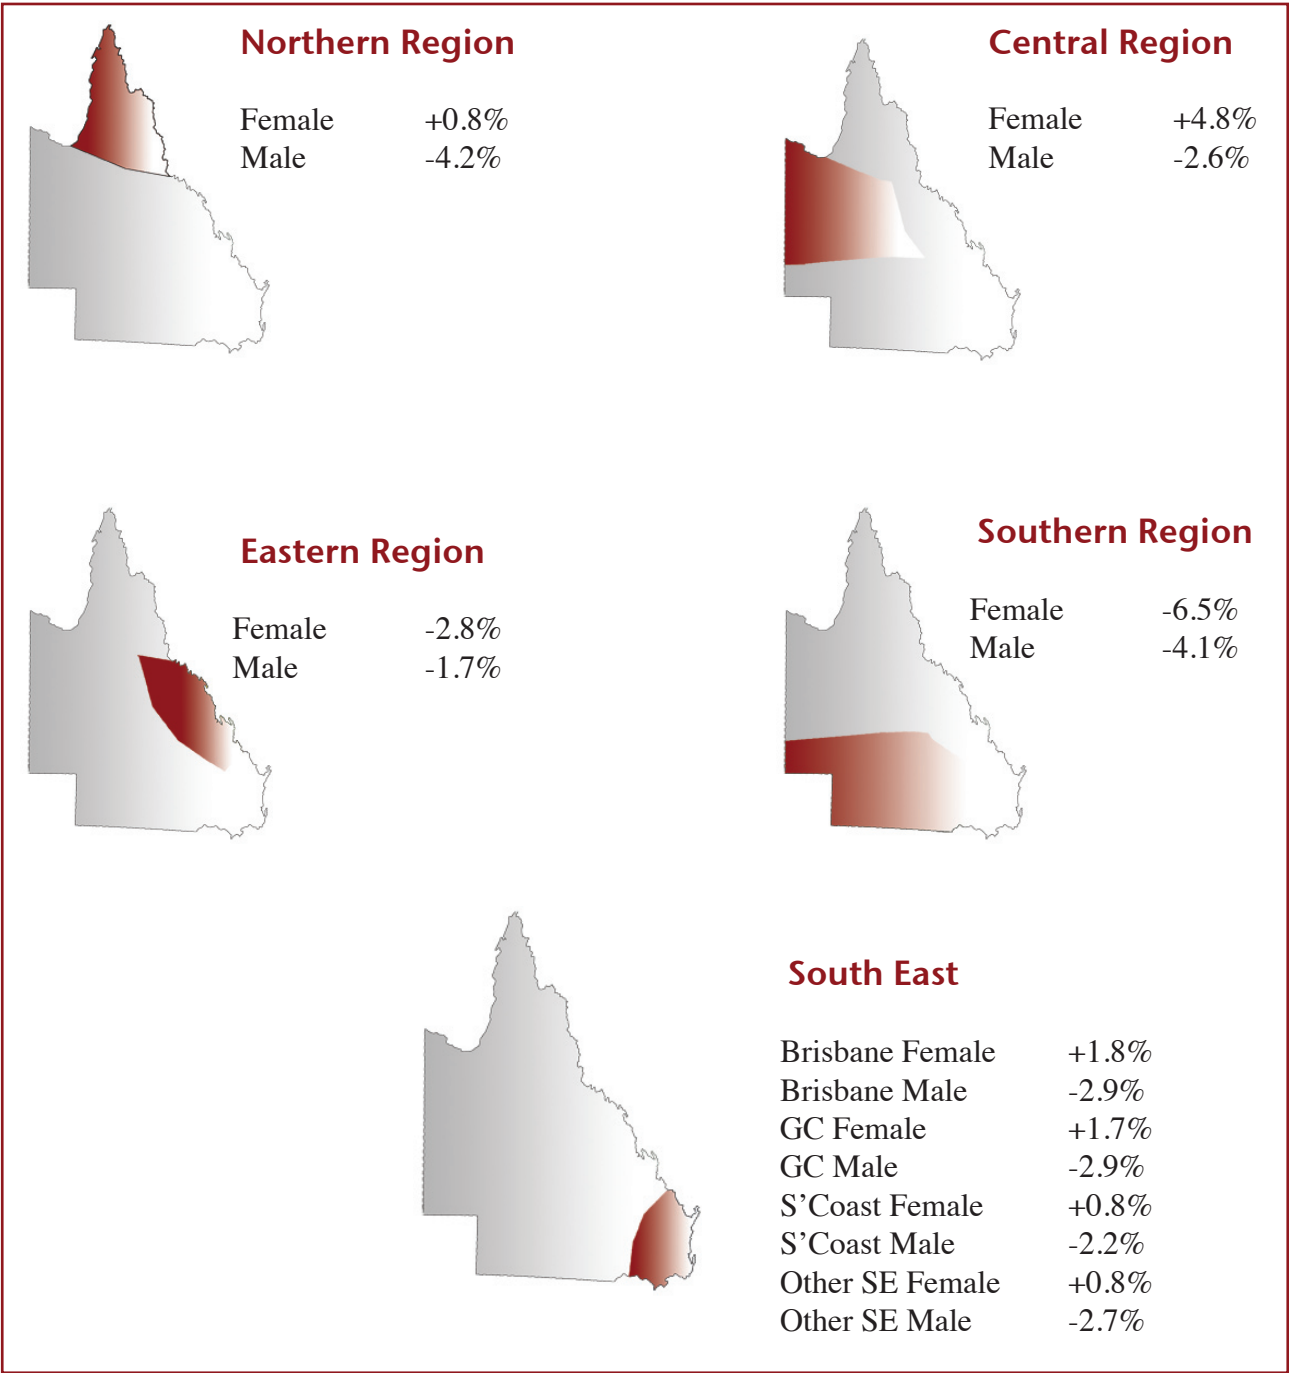 Northern Region
Female +0.8%
Male -4.2%
Central Region
Female +4.8%
Male -2.6%
Eastern Region
Female -2.8%
Male -1.7%
Southern Region
Female -6.5%
Male -4.1%
South East
Brisbane Female +1.8%
Brisbane Male -2.9%
GC Female +1.7%
GC Male -2.9%
S’Coast Female +0.8%
S’Coast Male -2.2%
Other SE Female +0.8%
Other SE Male -2.7%